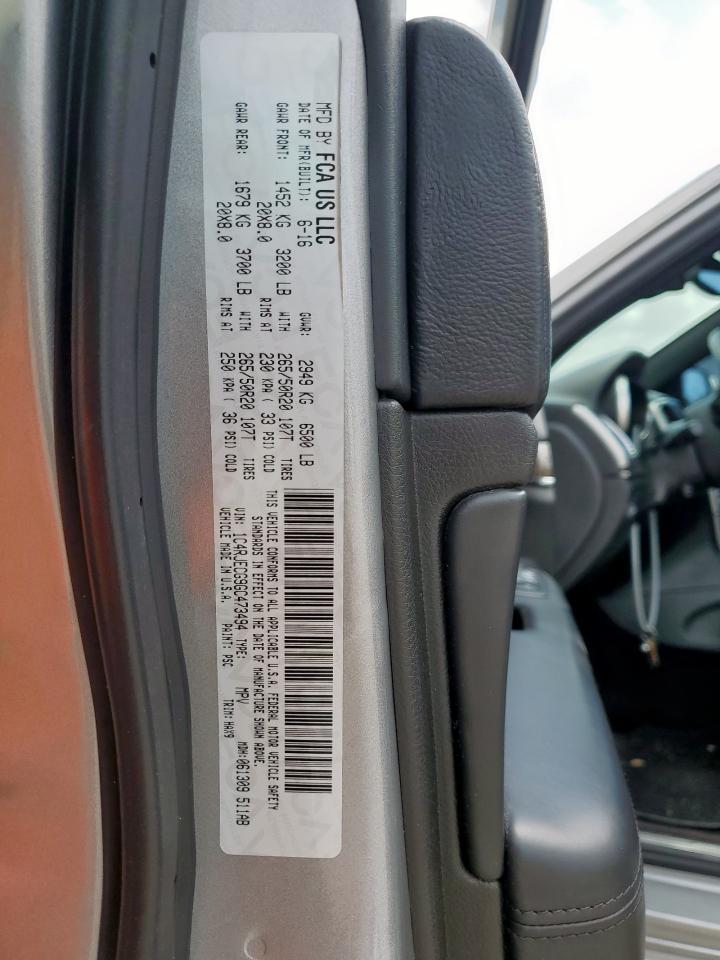 MFD BY FCA US LLC
DATE OF MFR(BUILT): 6-16 GVWR: 2949 KG 6500 LB
GAWR FRONT: 1452 KG 3200 LB WITH 265/50R20 107T TIRES
20X8.0 RIMS AT 230 KPA ( 33 PSI) COLD
GAWR REAR: 1679 KG 3700 LB WITH 265/50R20 107T TIRES
20X8.0 RIMS AT 250 KPA ( 36 PSI) COLD
THIS VEHICLE CONFORMS TO ALL APPLICABLE U.S.A. FEDERAL MOTOR VEHICLE SAFETY
STANDARDS IN EFFECT ON THE DATE OF MANUFACTURE SHOWN ABOVE.
VIN: 1C4RJECG9GC473494 TYPE: MPV MDH:061309 511AB
VEHICLE MADE IN U.S.A. PAINT: PSC TRIM: HAX9